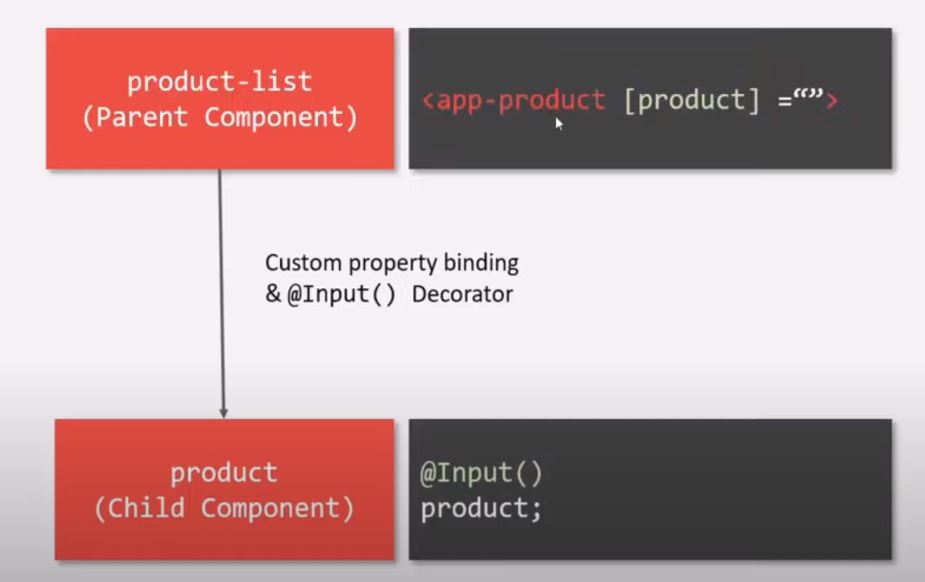 product-list
(Parent Component)
<app-product [product] =“”>
Custom property binding
& @Input() Decorator
product
(Child Component)
@Input()
product;